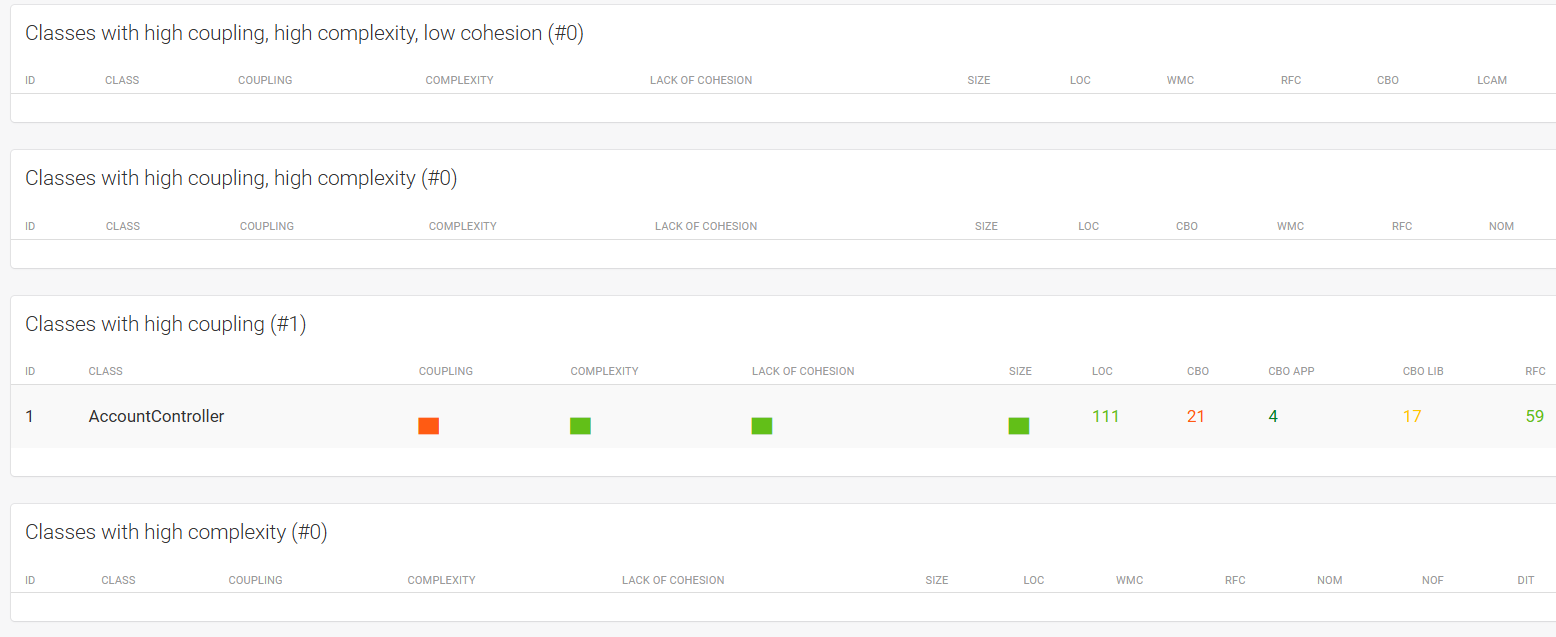 Classes with high coupling, high complexity, low cohesion (#0)
ID CLASS COUPLING COMPLEXITY LACK OF COHESION SIZE LOC WMC RFC CBO LCAM
Classes with high coupling, high complexity (#0)
ID CLASS COUPLING COMPLEXITY LACK OF COHESION SIZE LOC CBO WMC RFC NOM
Classes with high coupling (#1)
ID CLASS COUPLING COMPLEXITY LACK OF COHESION SIZE LOC CBO CBO APP CBO LIB RFC
1 AccountController 111 21 4 17 59
Classes with high complexity (#0)
ID CLASS COUPLING COMPLEXITY LACK OF COHESION SIZE LOC WMC RFC NOM NOF DIT